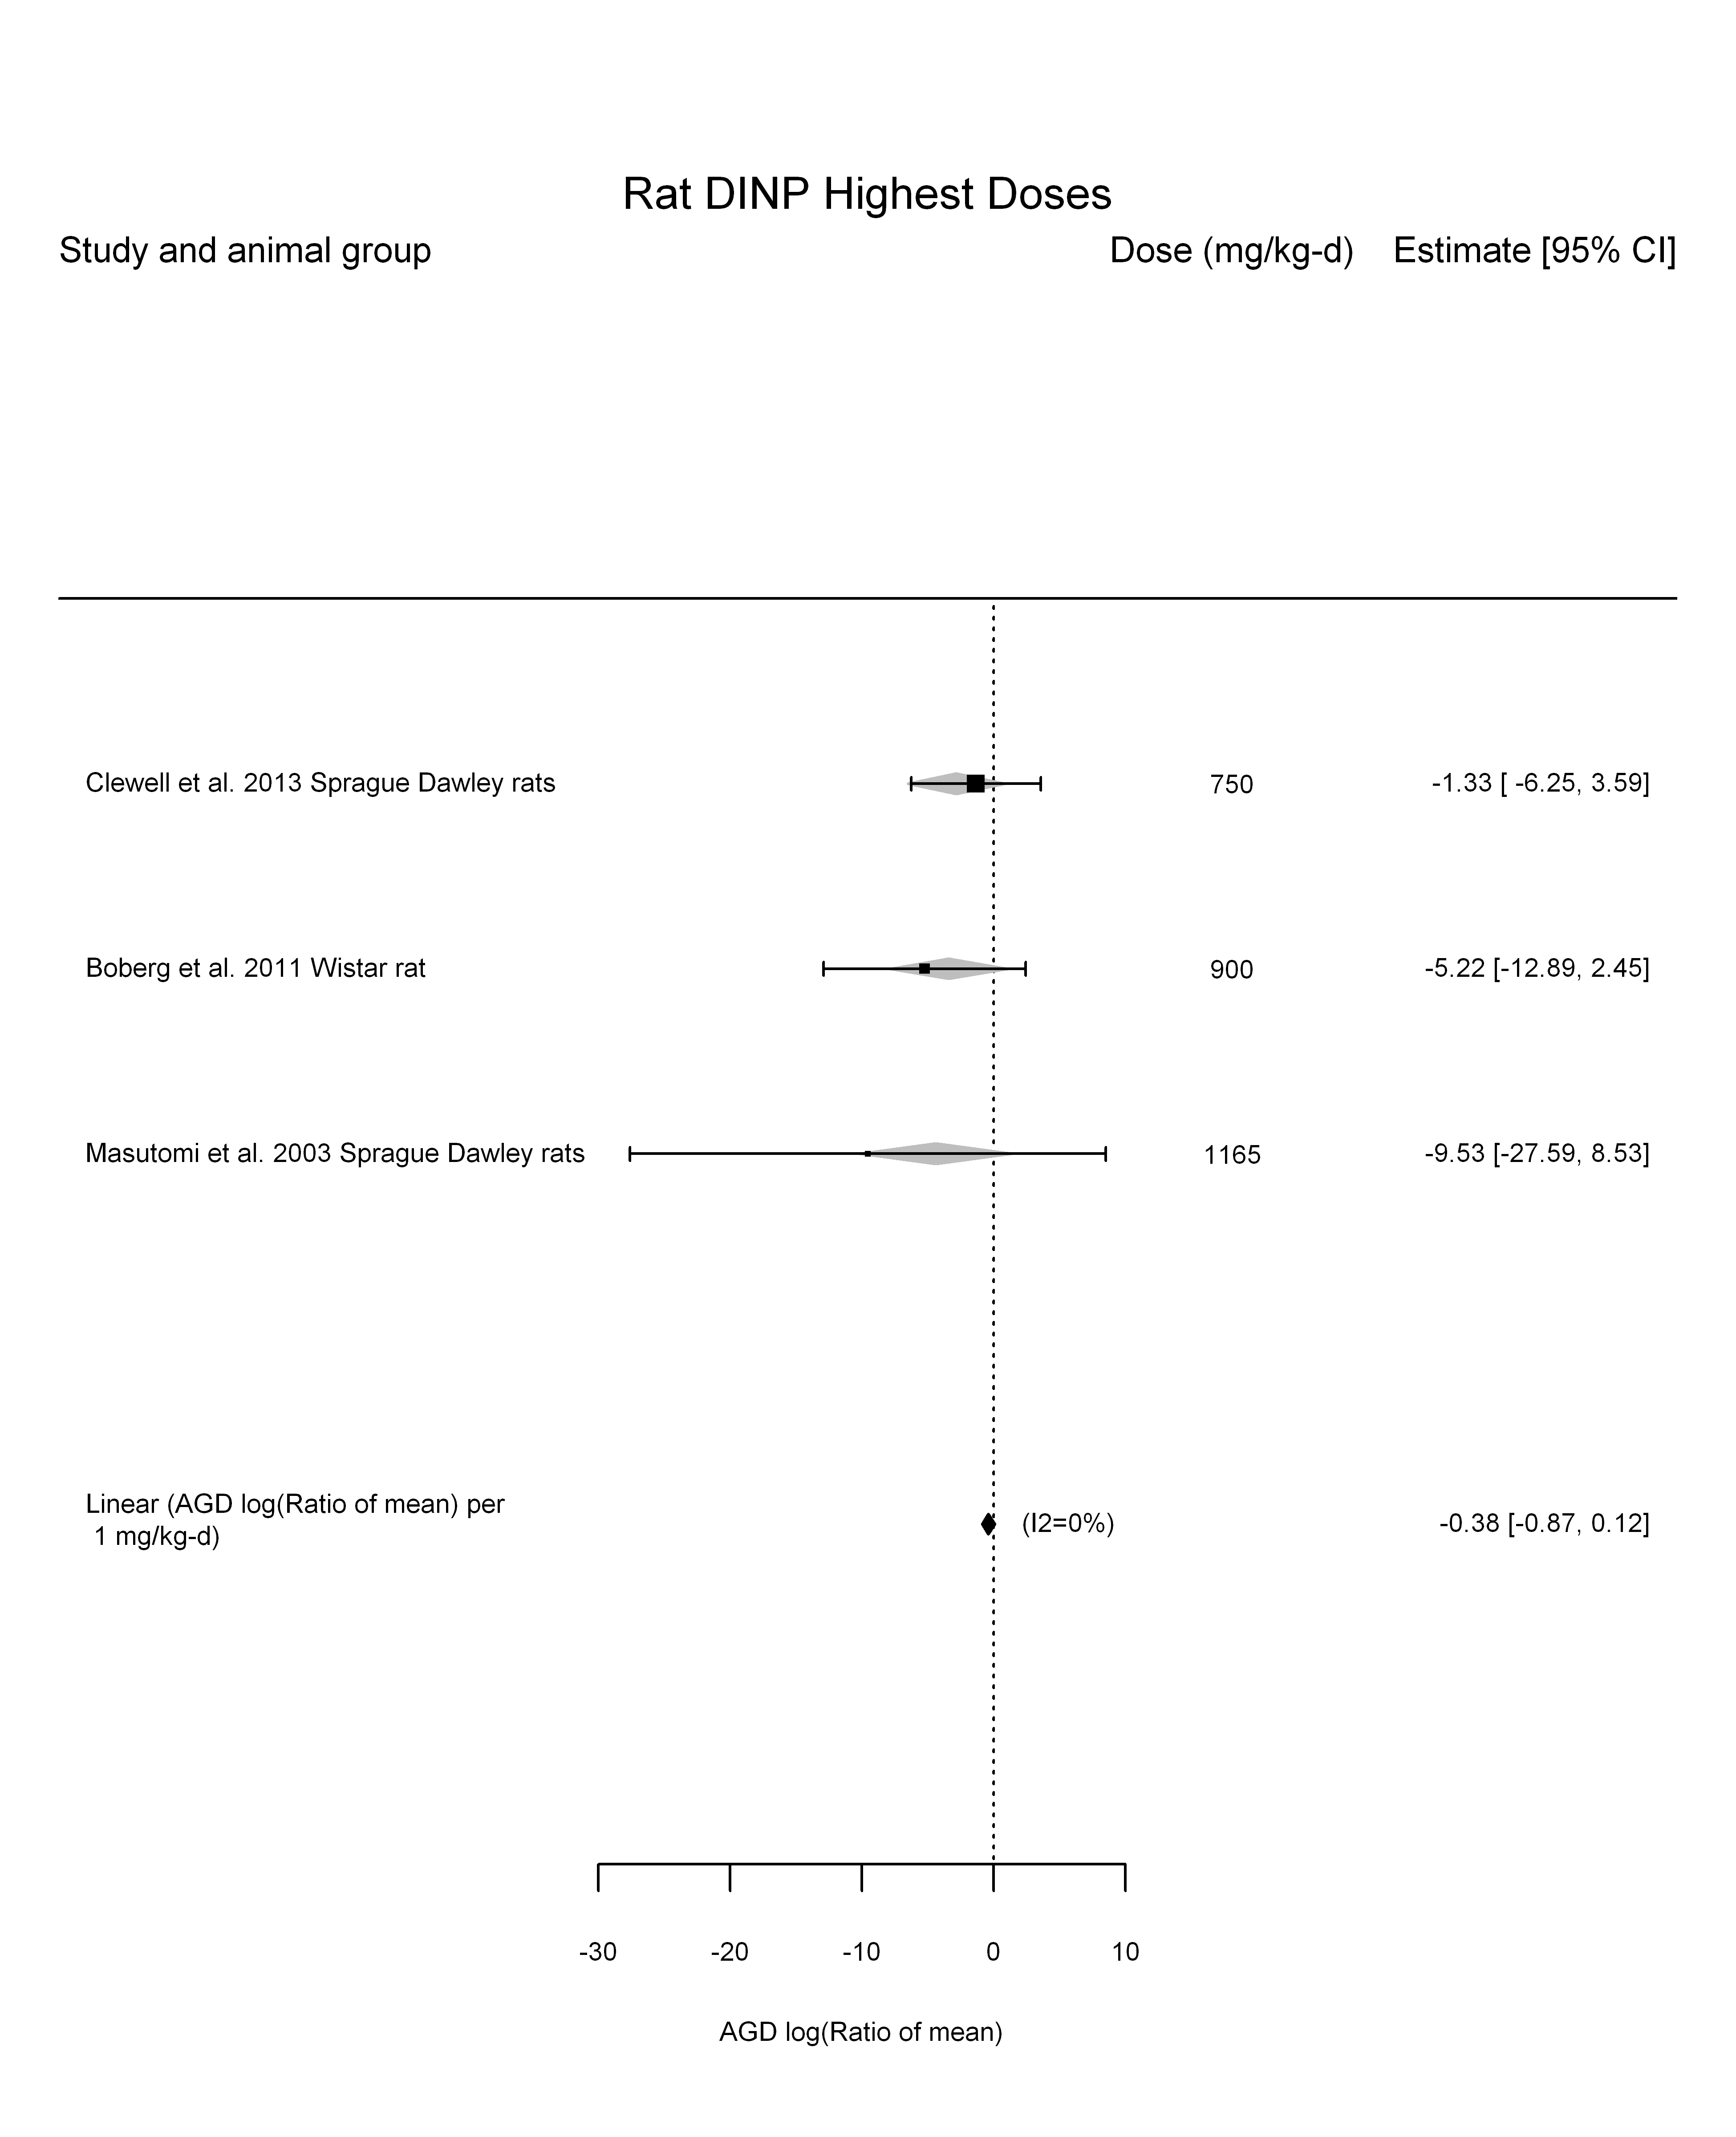 Rat DINP Highest Doses
Study and animal group Dose (mg/kg-d) Estimate [95% CI]
Clewell et al. 2013 Sprague Dawley rats 750 -1.33 [ -6.25, 3.59]
Boberg et al. 2011 Wistar rat 900 -5.22 [-12.89, 2.45]
Masutomi et al. 2003 Sprague Dawley rats 1165 -9.53 [-27.59, 8.53]
Linear (AGD log(Ratio of mean) per
1 mg/kg-d) (I2=0%) -0.38 [-0.87, 0.12]
-30 -20 -10 0 10
AGD log(Ratio of mean)